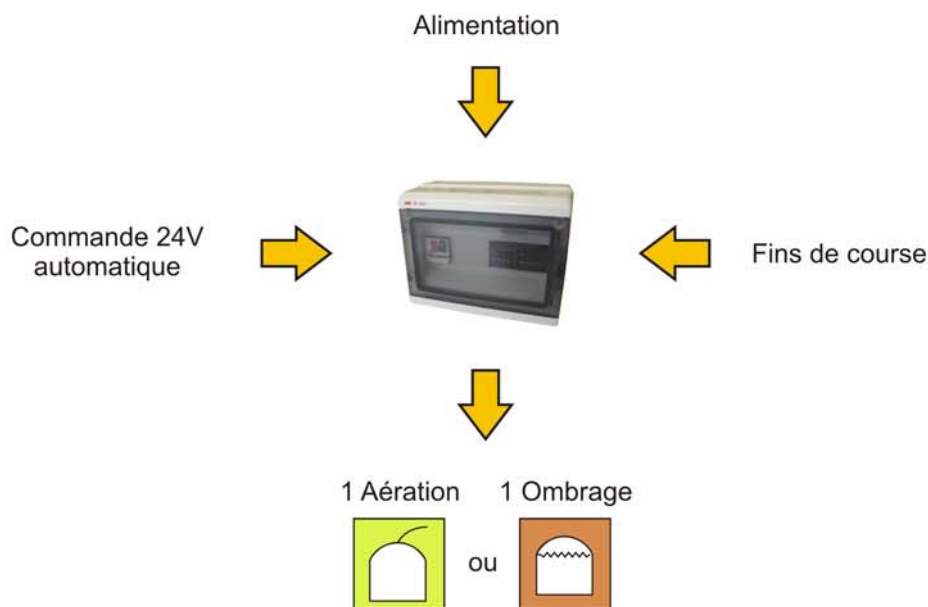 Alimentation
Commande 24V
automatique
Fins de course
1 Aération
1 Ombrage
ou